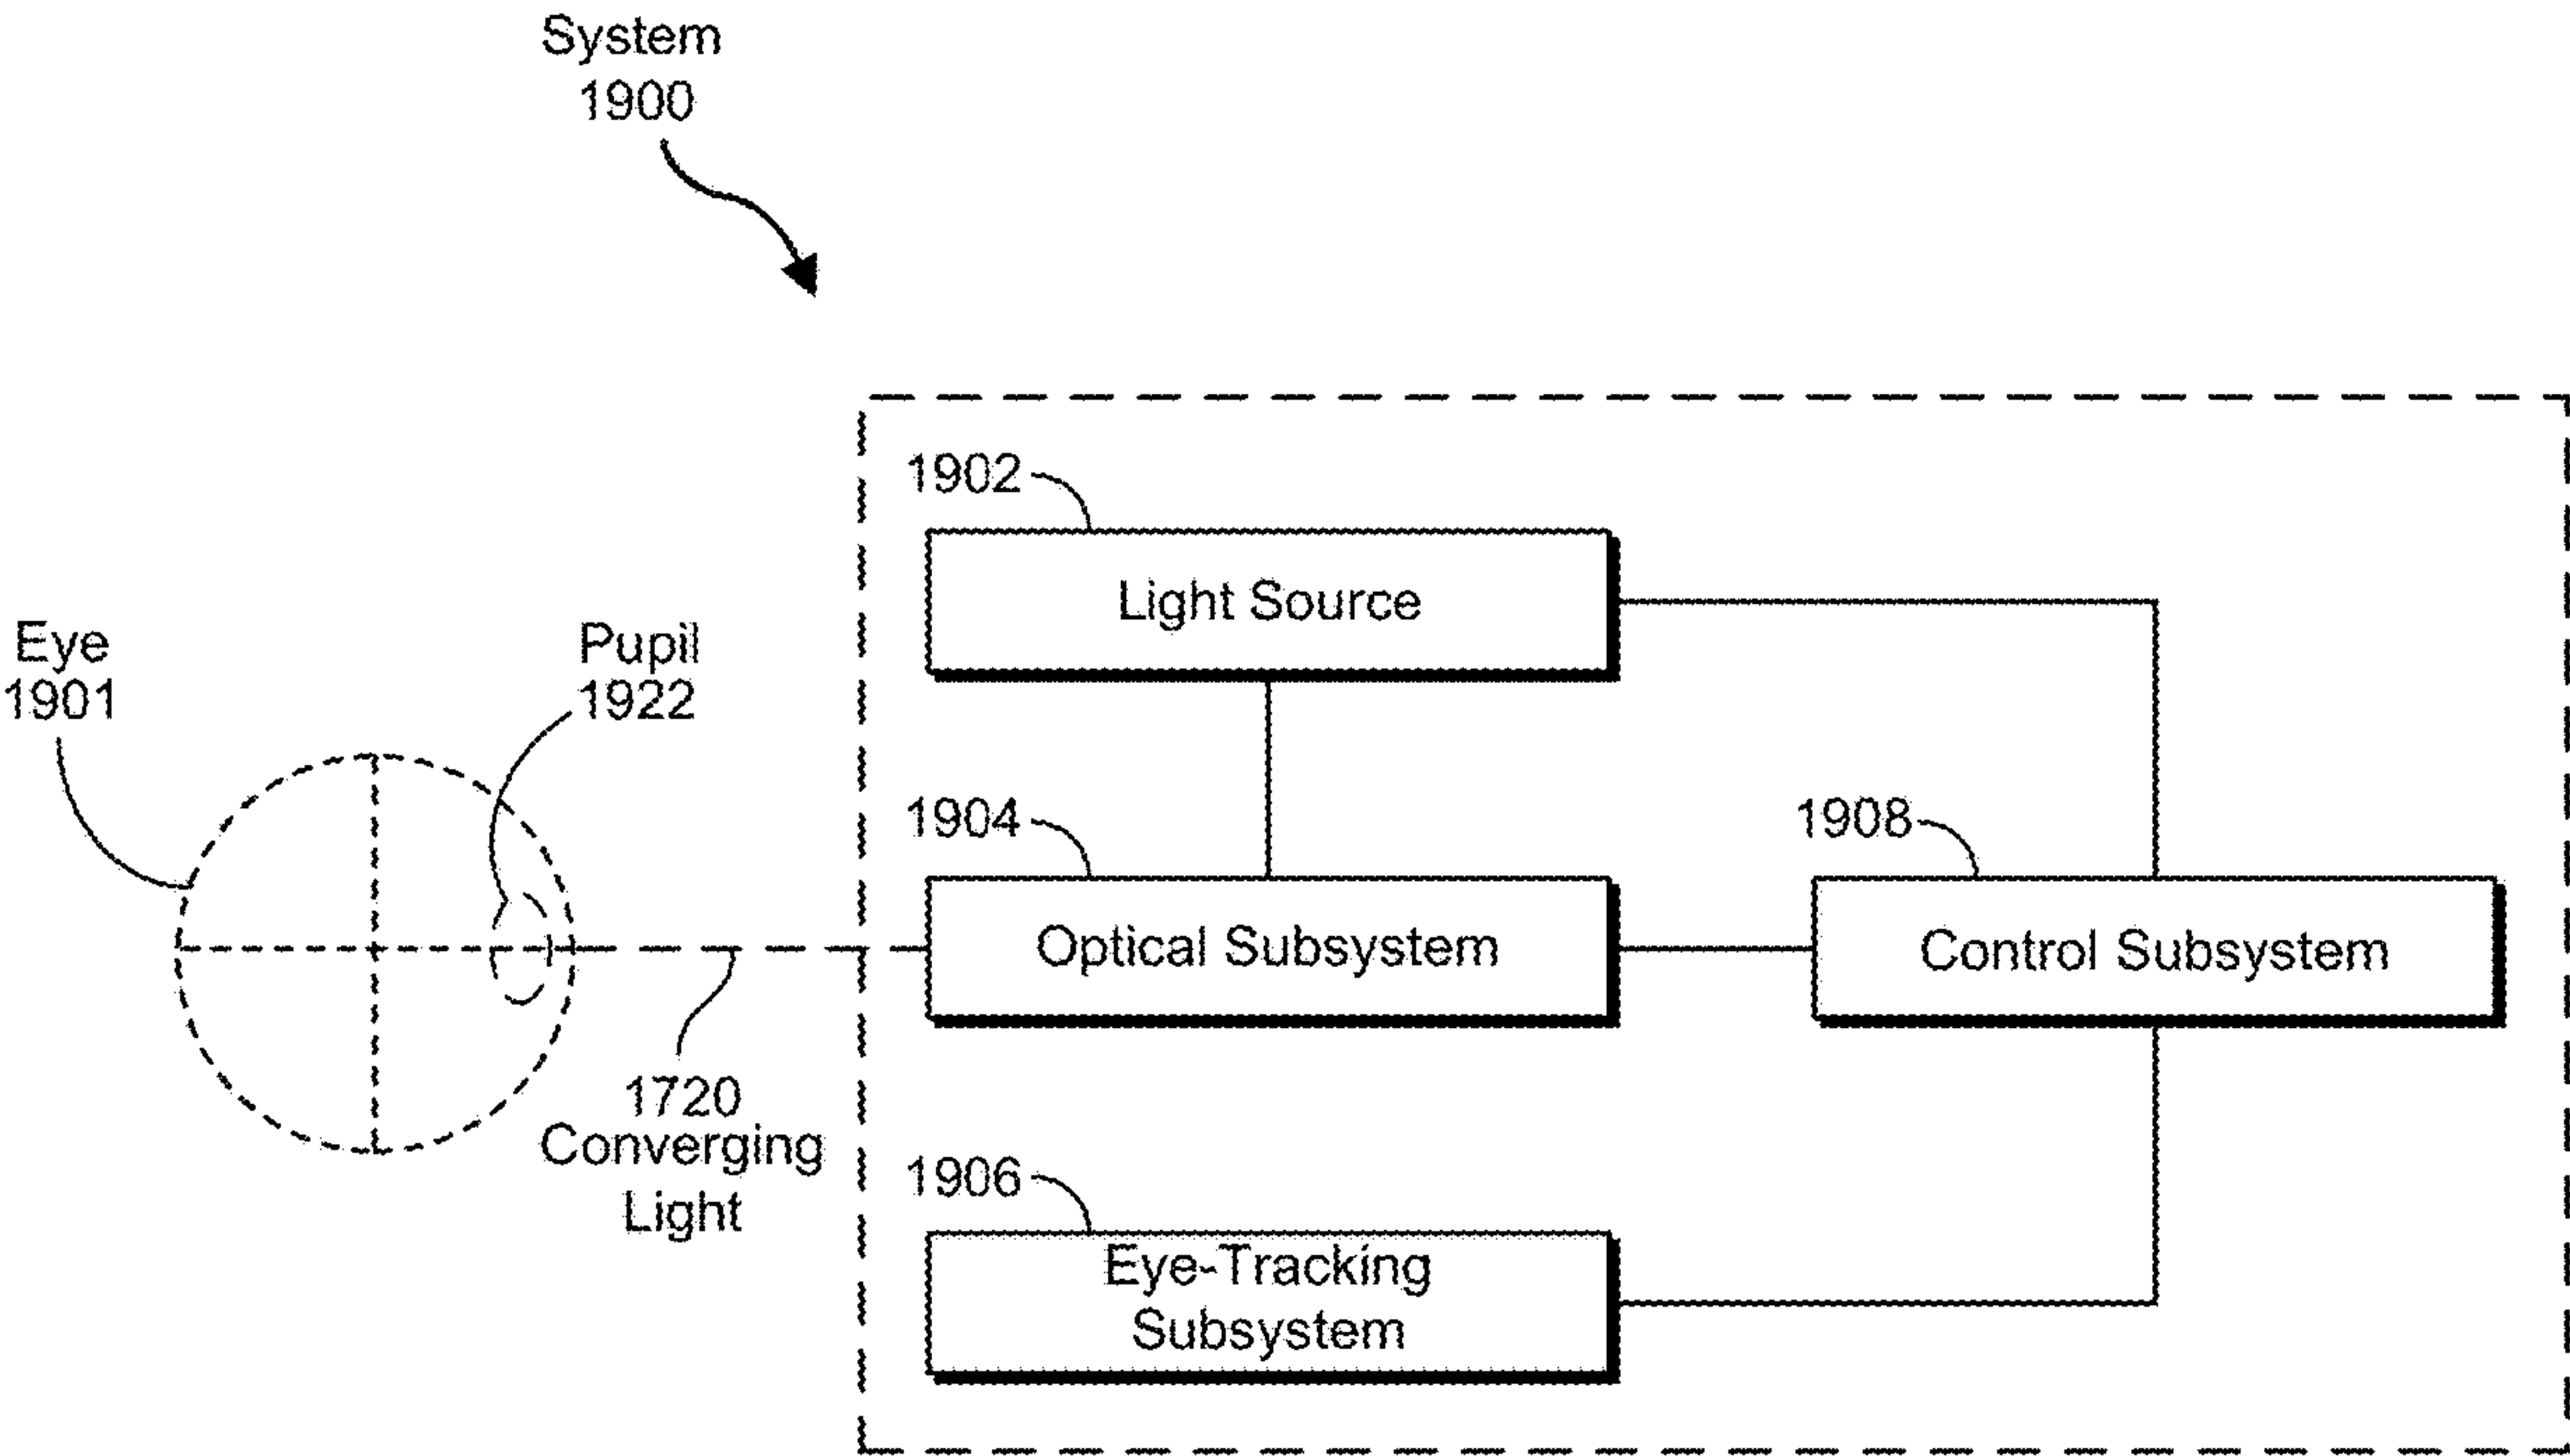 System
1900
1902
Light Source
Eye
1901
Pupil
1922
1904
1908
Optical Subsystem
Control Subsystem
1720
Converging
Light
1906
Eye-Tracking
Subsystem